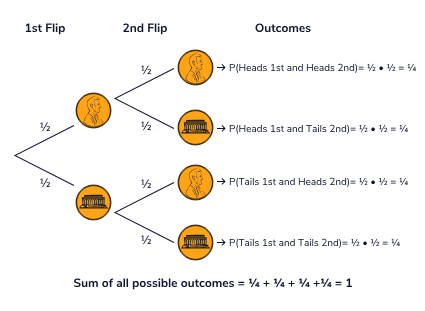 1st Flip 2nd Flip Outcomes
½ → P(Heads 1st and Heads 2nd)= ½ • ½ = ¼
½
½ → P(Heads 1st and Tails 2nd)= ½ • ½ = ¼
½ → P(Tails 1st and Heads 2nd)= ½ • ½ = ¼
½
½ → P(Tails 1st and Tails 2nd)= ½ • ½ = ¼
Sum of all possible outcomes = ¼ + ¼ + ¼ +¼ = 1